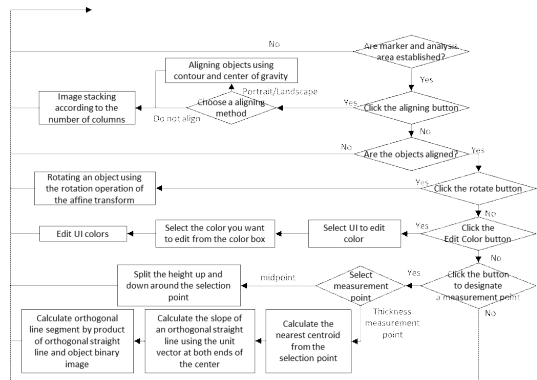 No
Are marker and analysis
area established?
Aligning objects using
contour and center of gravity
Yes
Portrait/Landscape
Image stacking
according to the
number of columns
Choose a aligning
method
Yes
Click the aligning button
Do not align
No
No
Are the objects aligned?
Yes
Rotating an object using
the rotation operation of
the affine transform
Yes
Click the rotate button
No
Edit UI colors
Select the color you want
to edit from the color box
Select UI to edit
color
Yes
Click the
Edit Color button
No
Split the height up and
down around the selection
point
midpoint
Select
measurement
point
Yes
Click the button
to designate
a measurement point
Thickness
measurement
point
No
Calculate orthogonal
line segment by product
of orthogonal straight
line and object binary
image
Calculate the slope of
an orthogonal straight
line using the unit
vector at both ends of
the center
Calculate the
nearest centroid
from the
selection point